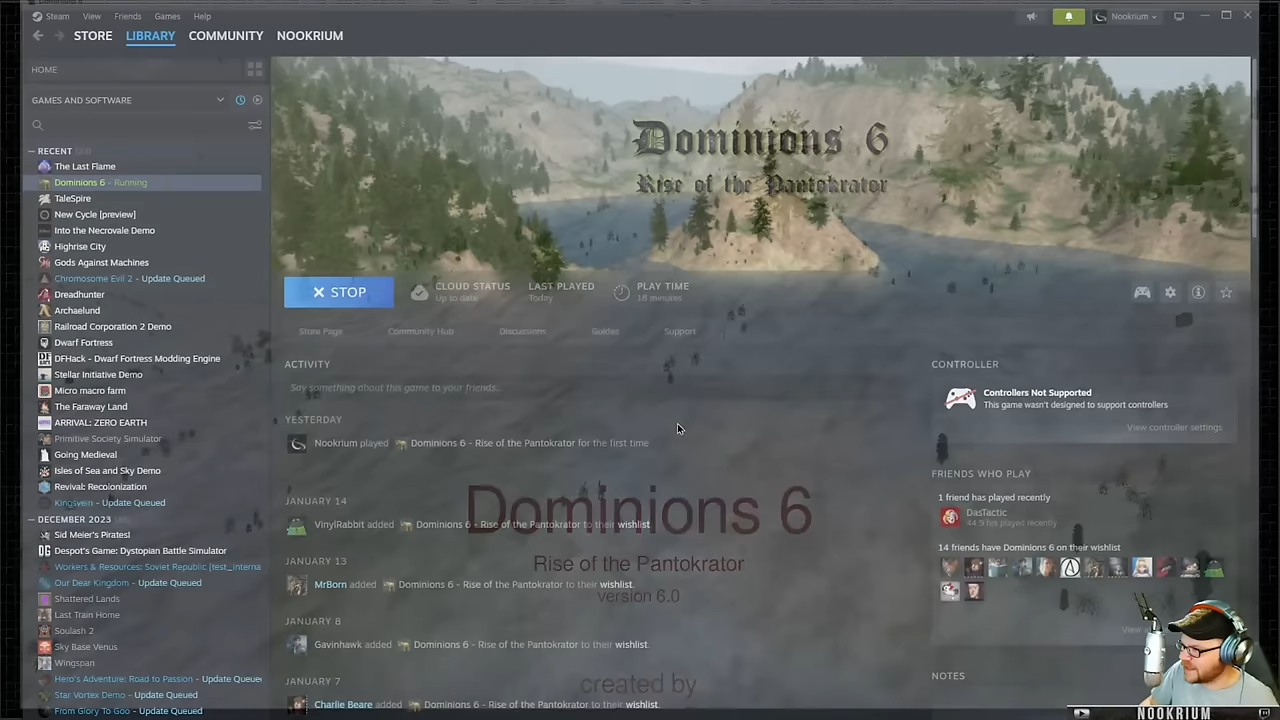 Dominions 6
Steam View Friends Games Help
Nookrium
STORE LIBRARY COMMUNITY NOOKRIUM
HOME
GAMES AND SOFTWARE
RECENT
The Last Flame
Dominions 6 - Running
TaleSpire
New Cycle [preview]
Into the Necrovale Demo
Highrise City
Gods Against Machines
Chromosome Evil 2 - Update Queued
Dreadhunter
Archaelund
Railroad Corporation 2 Demo
Dwarf Fortress
DFHack - Dwarf Fortress Modding Engine
Stellar Initiative Demo
Micro macro farm
The Faraway Land
ARRIVAL: ZERO EARTH
Primitive Society Simulator
Going Medieval
Isles of Sea and Sky Demo
Revival: Recolonization
Kingsvein - Update Queued
DECEMBER 2023
Sid Meier's Pirates!
Despot's Game: Dystopian Battle Simulator
Workers & Resources: Soviet Republic [test_interna
Our Dear Kingdom - Update Queued
Shattered Lands
Last Train Home
Soulash 2
Sky Base Venus
Wingspan
Hero's Adventure: Road to Passion - Update Queue
Star Vortex Demo - Update Queued
From Glory To Goo - Update Queued
Dominions 6
Rise of the Pantokrator
STOP
CLOUD STATUS
Up to date
LAST PLAYED
Today
PLAY TIME
18 minutes
Store Page Community Hub Discussions Guides Support
ACTIVITY
Say something about this game to your friends...
YESTERDAY
Nookrium played Dominions 6 - Rise of the Pantokrator for the first time
JANUARY 14
VinylRabbit added Dominions 6 - Rise of the Pantokrator to their wishlist.
JANUARY 13
MrBorn added Dominions 6 - Rise of the Pantokrator to their wishlist.
JANUARY 8
Gavinhawk added Dominions 6 - Rise of the Pantokrator to their wishlist.
JANUARY 7
Charlie Beare added Dominions 6 - Rise of the Pantokrator to their wishlist.
Dominions 6
Rise of the Pantokrator
version 6.0
created by
CONTROLLER
Controllers Not Supported
This game wasn't designed to support controllers
View controller settings
FRIENDS WHO PLAY
1 friend has played recently
DasTactic
44.9 hrs played recently
14 friends have Dominions 6 on their wishlist
NOTES
NOOKRIUM